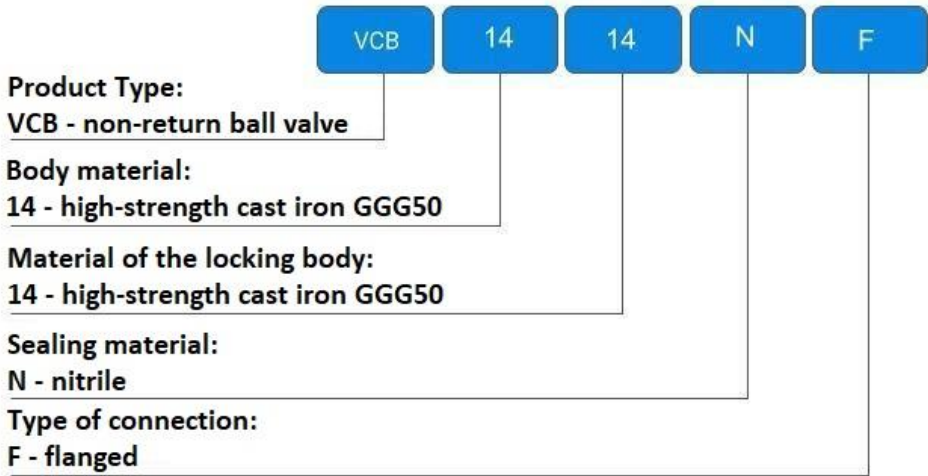 VCB 14 14 N F
Product Type:
VCB - non-return ball valve
Body material:
14 - high-strength cast iron GGG50
Material of the locking body:
14 - high-strength cast iron GGG50
Sealing material:
N - nitrile
Type of connection:
F - flanged